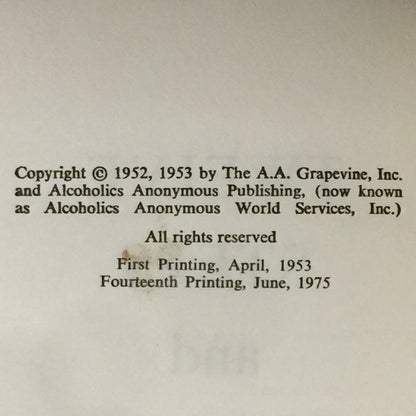 Copyright © 1952, 1953 by The A.A. Grapevine, Inc.
and Alcoholics Anonymous Publishing, (now known
as Alcoholics Anonymous World Services, Inc.)
All rights reserved
First Printing, April, 1953
Fourteenth Printing, June, 1975
and